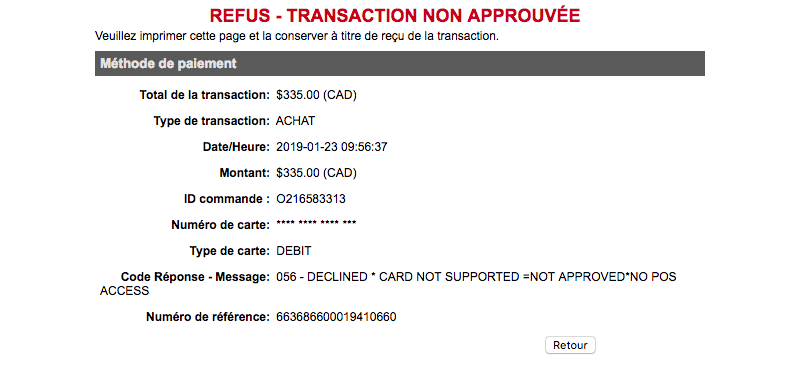 REFUS - TRANSACTION NON APPROUVÉE
Veuillez imprimer cette page et la conserver à titre de reçu de la transaction.
Méthode de paiement
Total de la transaction: $335.00 (CAD)
Type de transaction: ACHAT
Date/Heure: 2019-01-23 09:56:37
Montant: $335.00 (CAD)
ID commande : O216583313
Numéro de carte: **** **** **** ***
Type de carte: DEBIT
Code Réponse - Message: 056 - DECLINED * CARD NOT SUPPORTED =NOT APPROVED*NO POS
ACCESS
Numéro de référence: 663686600019410660
Retour